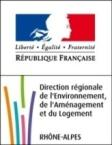 Liberté • Égalité • Fraternité
RÉPUBLIQUE FRANÇAISE
Direction régionale
de l'Environnement,
de l'Aménagement
et du Logement
RHÔNE-ALPES